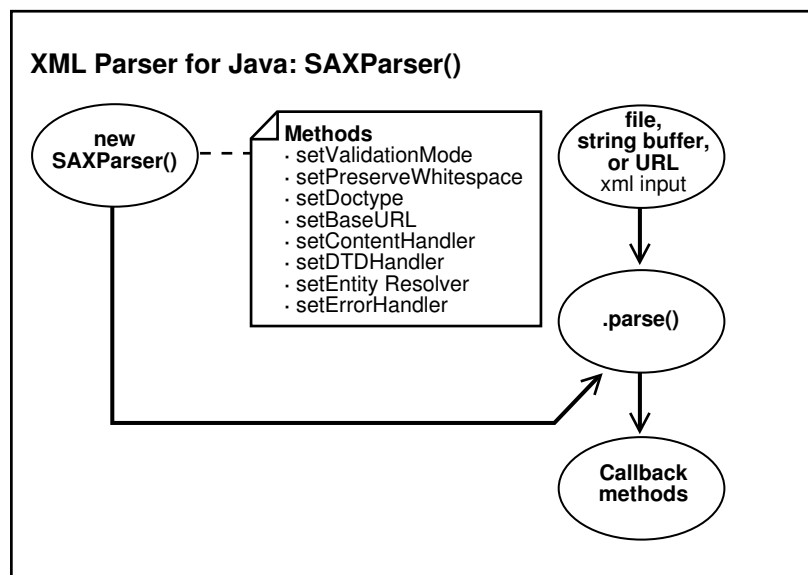 XML Parser for Java: SAXParser()
new
SAXParser()
Methods
· setValidationMode
· setPreserveWhitespace
· setDoctype
· setBaseURL
· setContentHandler
· setDTDHandler
· setEntity Resolver
· setErrorHandler
file,
string buffer,
or URL
xml input
.parse()
Callback
methods